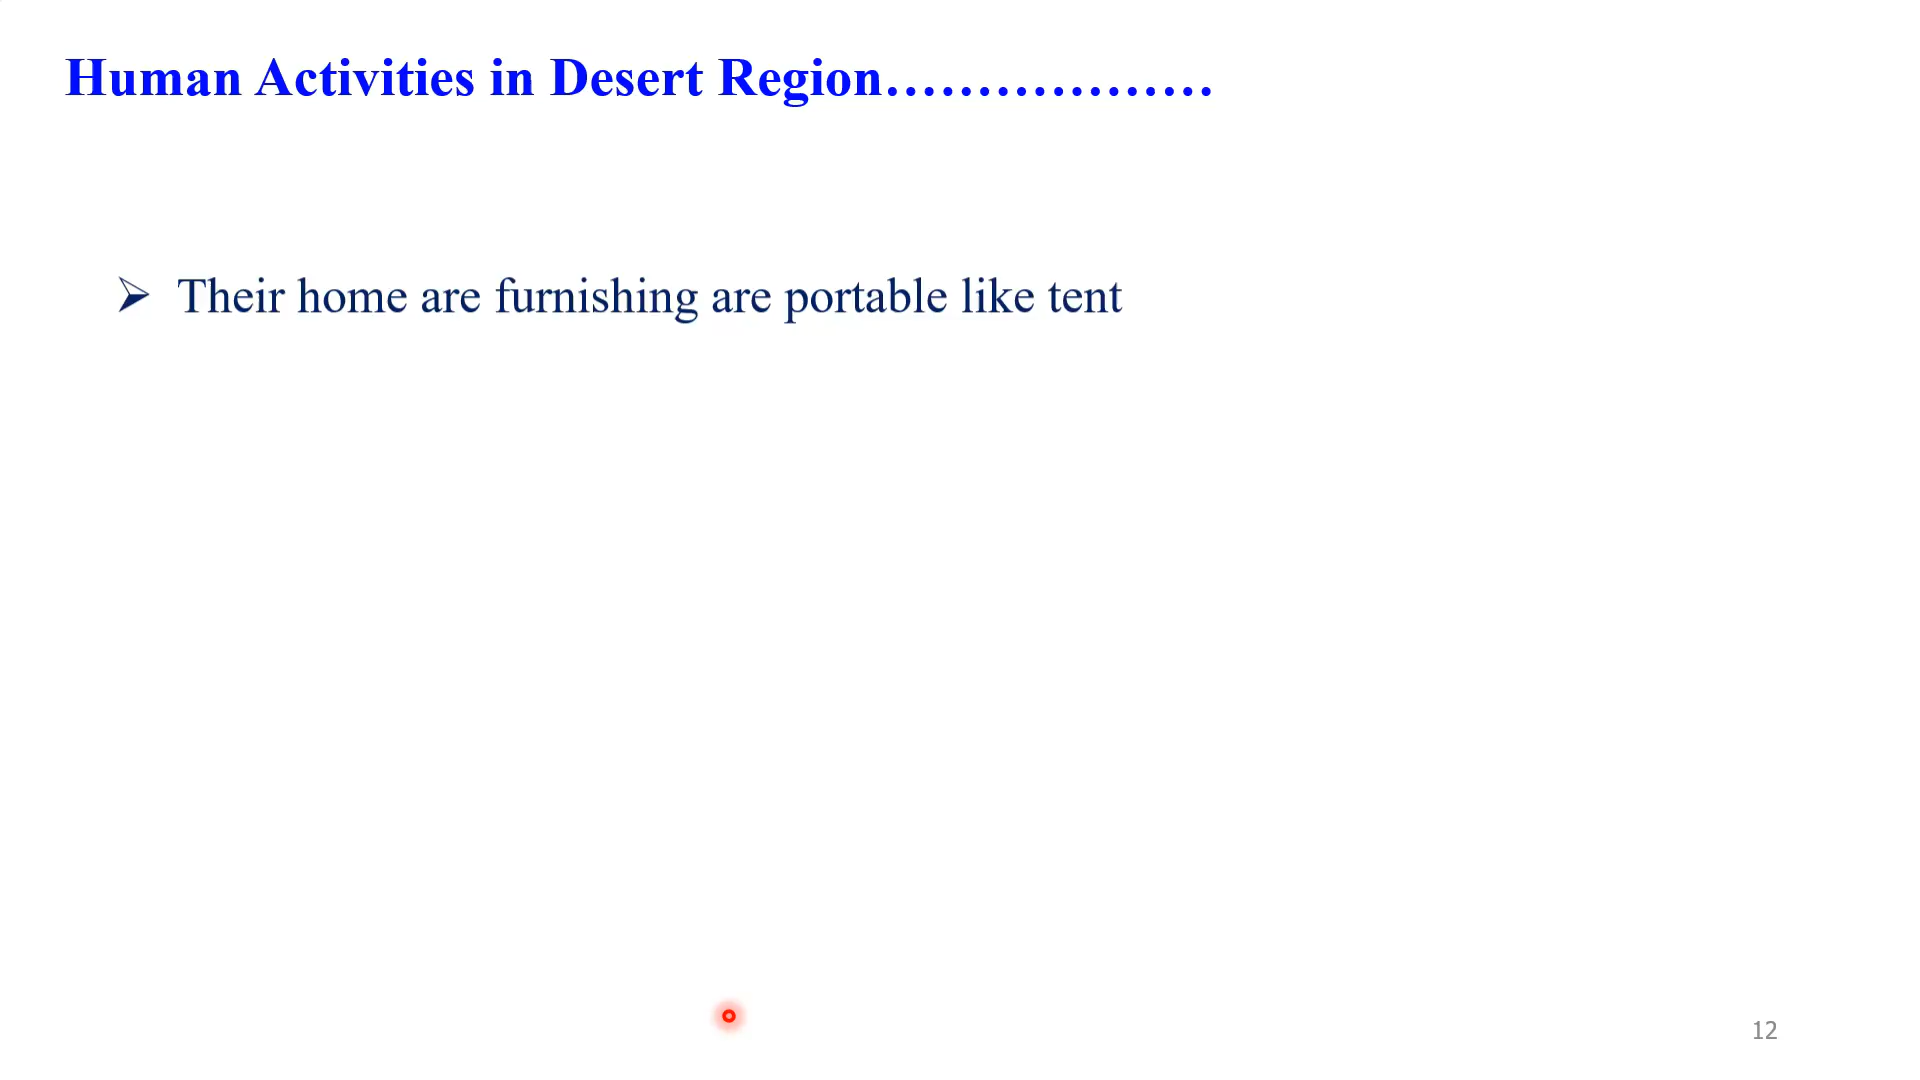 Human Activities in Desert Region………………
➢ Their home are furnishing are portable like tent
12